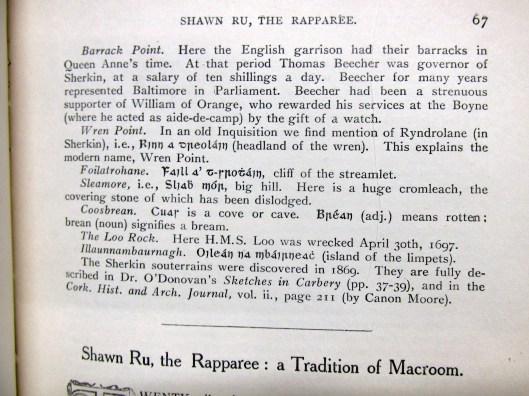 SHAWN RU, THE RAPPAREE. 67
Barrack Point. Here the English garrison had their barracks in
Queen Anne's time. At that period Thomas Beecher was governor of
Sherkin, at a salary of ten shillings a day. Beecher for many years
represented Baltimore in Parliament. Beecher had been a strenuous
supporter of William of Orange, who rewarded his services at the Boyne
(where he acted as aide-de-camp) by the gift of a watch.
Wren Point. In an old Inquisition we find mention of Ryndrolane (in
Sherkin), i.e., Rinn a dreoláin (headland of the wren). This explains the
modern name, Wren Point.
Foilatrohane. Faill a' t-sroṫáin, cliff of the streamlet.
Sleamore, i.e., Sliaḃ mór, big hill. Here is a huge cromleach, the
covering stone of which has been dislodged.
Coosbrean. Cuas is a cove or cave. Bréan (adj.) means rotten;
brean (noun) signifies a bream.
The Loo Rock. Here H.M.S. Loo was wrecked April 30th, 1697.
Illaunnambaurnagh. Oileán na mbáirneaċ (island of the limpets).
The Sherkin souterrains were discovered in 1869. They are fully de-
scribed in Dr. O'Donovan's Sketches in Carbery (pp. 37-39), and in the
Cork. Hist. and Arch. Journal, vol. ii., page 211 (by Canon Moore).
Shawn Ru, the Rapparee: a Tradition of Macroom.